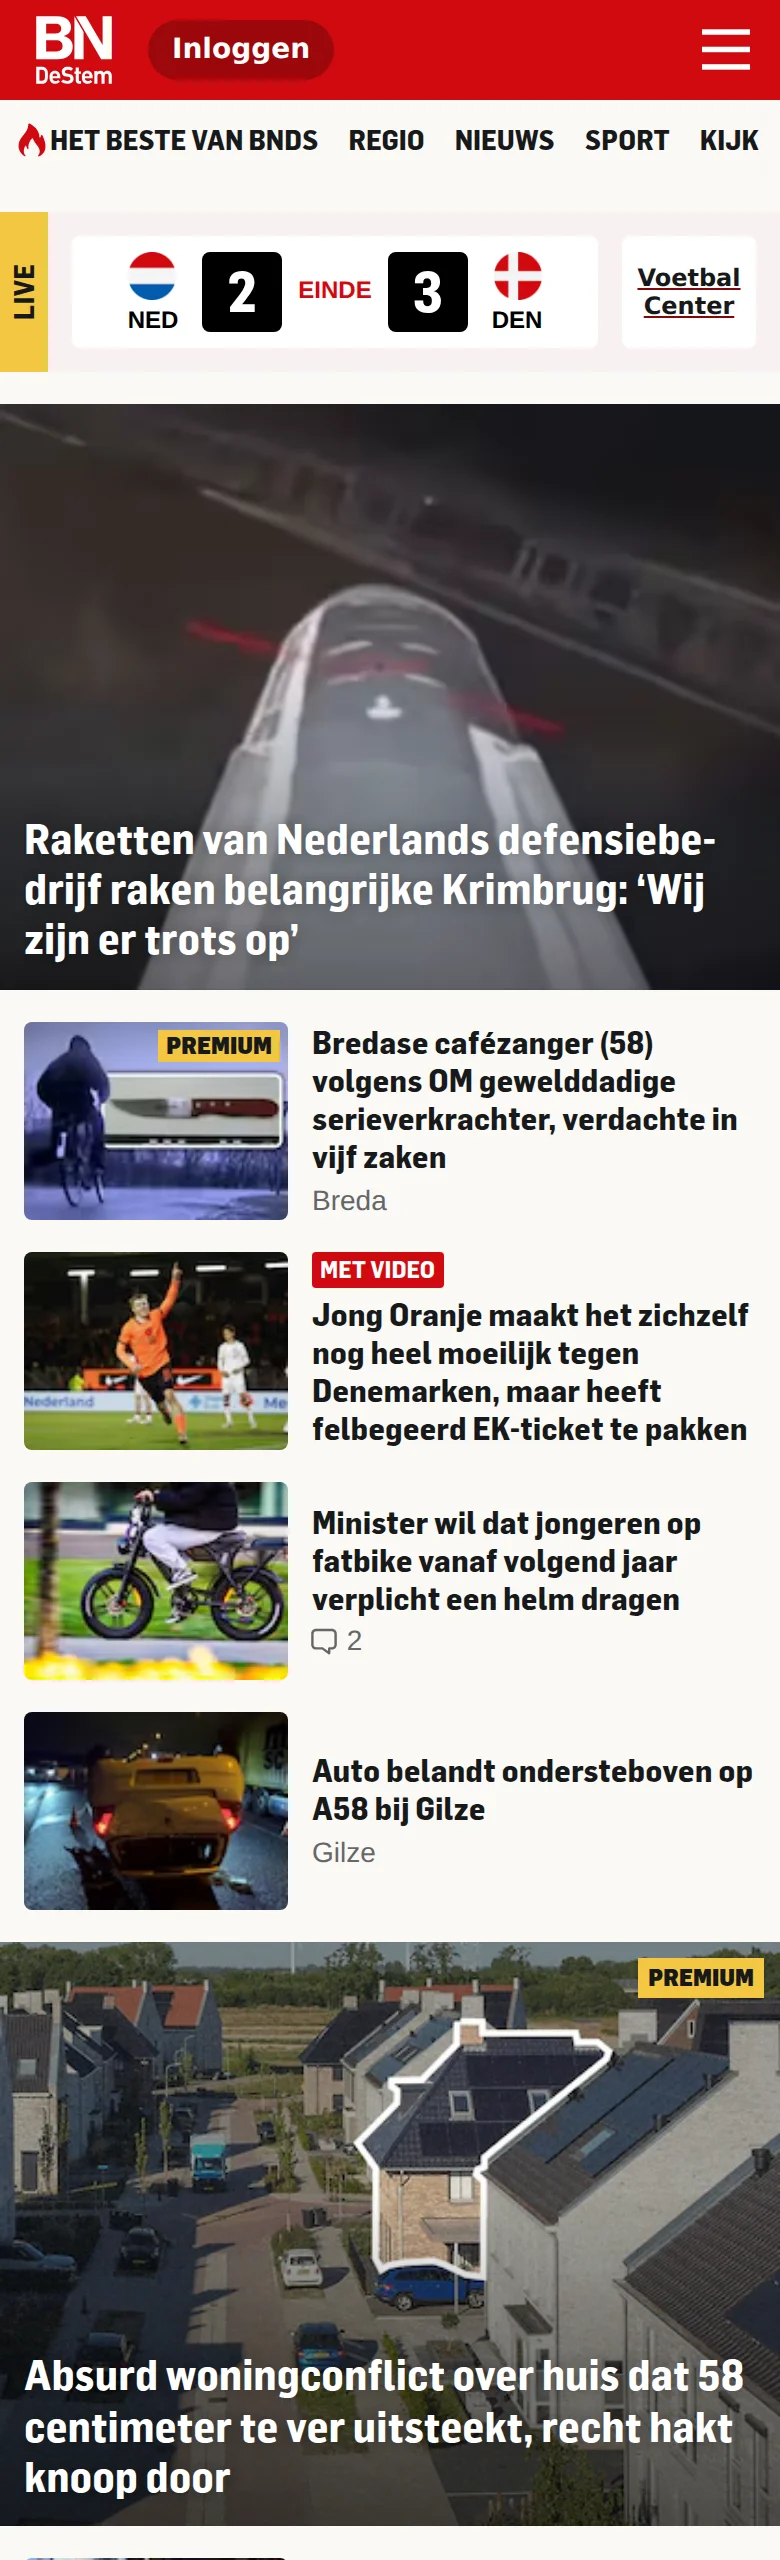 BN
DeStem
Inloggen
HET BESTE VAN BNDS REGIO NIEUWS SPORT KIJK
LIVE
2 EINDE 3
NED DEN
Voetbal
Center
Raketten van Nederlands defensiebe-
drijf raken belangrijke Krimbrug: ‘Wij
zijn er trots op’
PREMIUM
Bredase cafézanger (58)
volgens OM gewelddadige
serieverkrachter, verdachte in
vijf zaken
Breda
MET VIDEO
Jong Oranje maakt het zichzelf
nog heel moeilijk tegen
Denemarken, maar heeft
felbegeerd EK-ticket te pakken
Nederland
Minister wil dat jongeren op
fatbike vanaf volgend jaar
verplicht een helm dragen
2
Auto belandt ondersteboven op
A58 bij Gilze
Gilze
PREMIUM
Absurd woningconflict over huis dat 58
centimeter te ver uitsteekt, recht hakt
knoop door